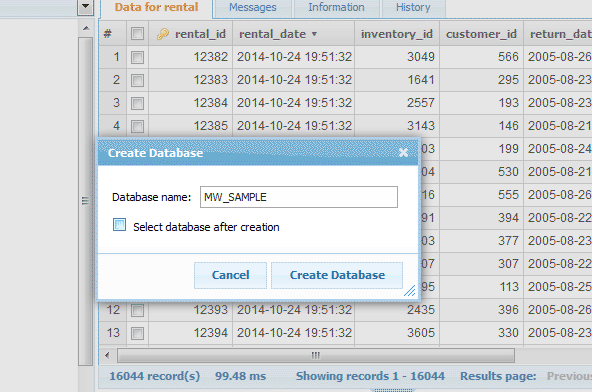 Data for rental Messages Information History
# rental_id rental_date inventory_id customer_id return_date
1 12382 2014-10-24 19:51:32 3049 566 2005-08-26
2 12383 2014-10-24 19:51:32 1641 295 2005-08-23
3 12384 2014-10-24 19:51:32 2557 193 2005-08-23
4 12385 2014-10-24 19:51:32 3143 146 2005-08-21
Create Database
03 199 2005-08-24
04 530 2005-08-21
Database name: MW_SAMPLE
16 555 2005-08-26
91 394 2005-08-22
Select database after creation
03 377 2005-08-23
07 307 2005-08-22
Cancel Create Database
95 113 2005-08-25
12 12393 2014-10-24 19:51:32 2435 396 2005-08-26
13 12394 2014-10-24 19:51:32 3605 330 2005-08-23
16044 record(s) 99.48 ms Showing records 1 - 16044 Results page: Previous